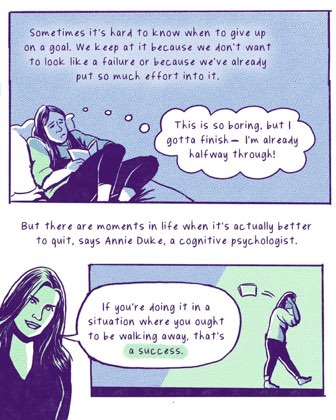 Sometimes it's hard to know when to give up
on a goal. We keep at it because we don't want
to look like a failure or because we've already
put so much effort into it.
This is so boring, but I
gotta finish— I'm already
halfway through!
But there are moments in life when it's actually better
to quit, says Annie Duke, a cognitive psychologist.
If you're doing it in a
situation where you ought
to be walking away, that's
a success.